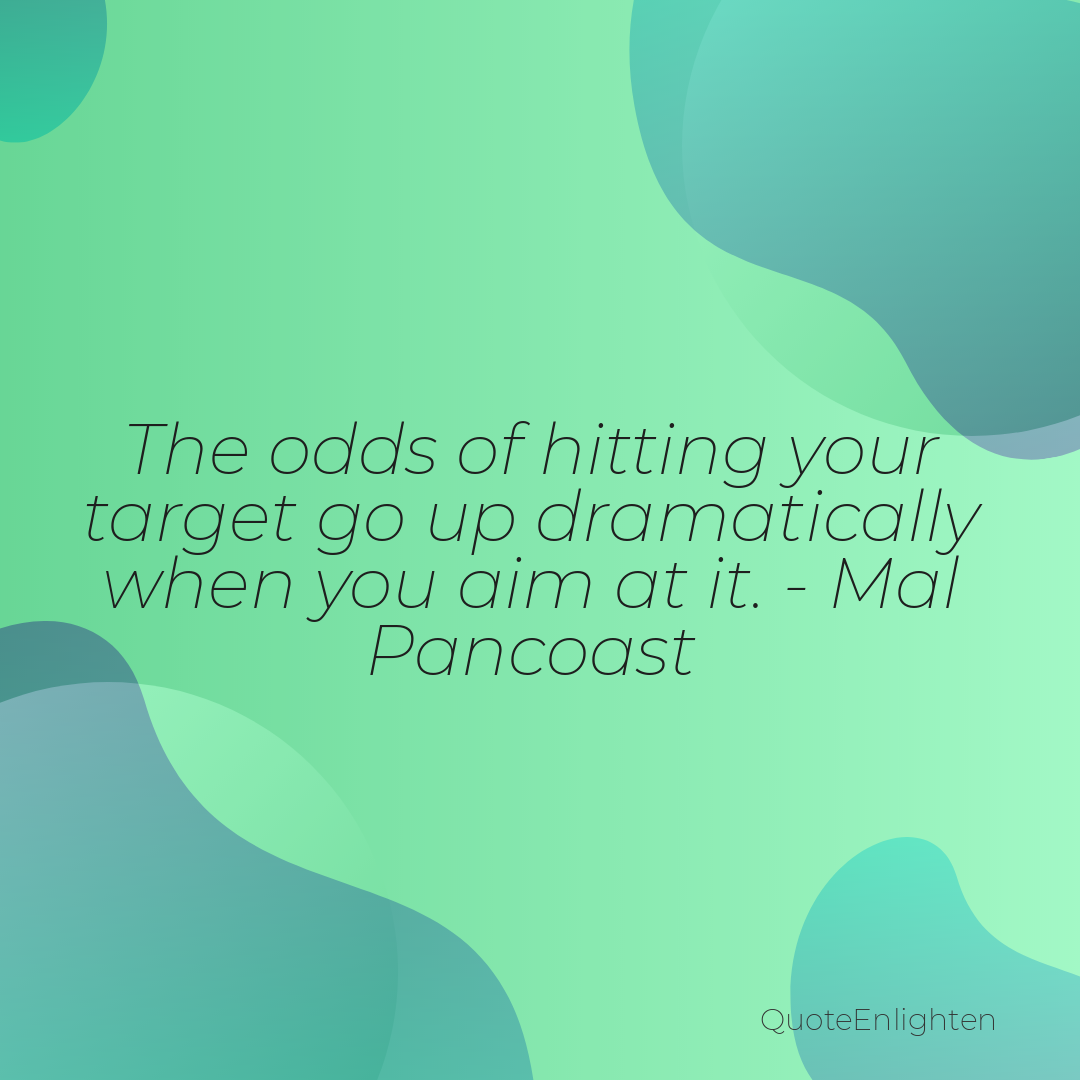 The odds of hitting your
target go up dramatically
when you aim at it. - Mal
Pancoast
QuoteEnlighten